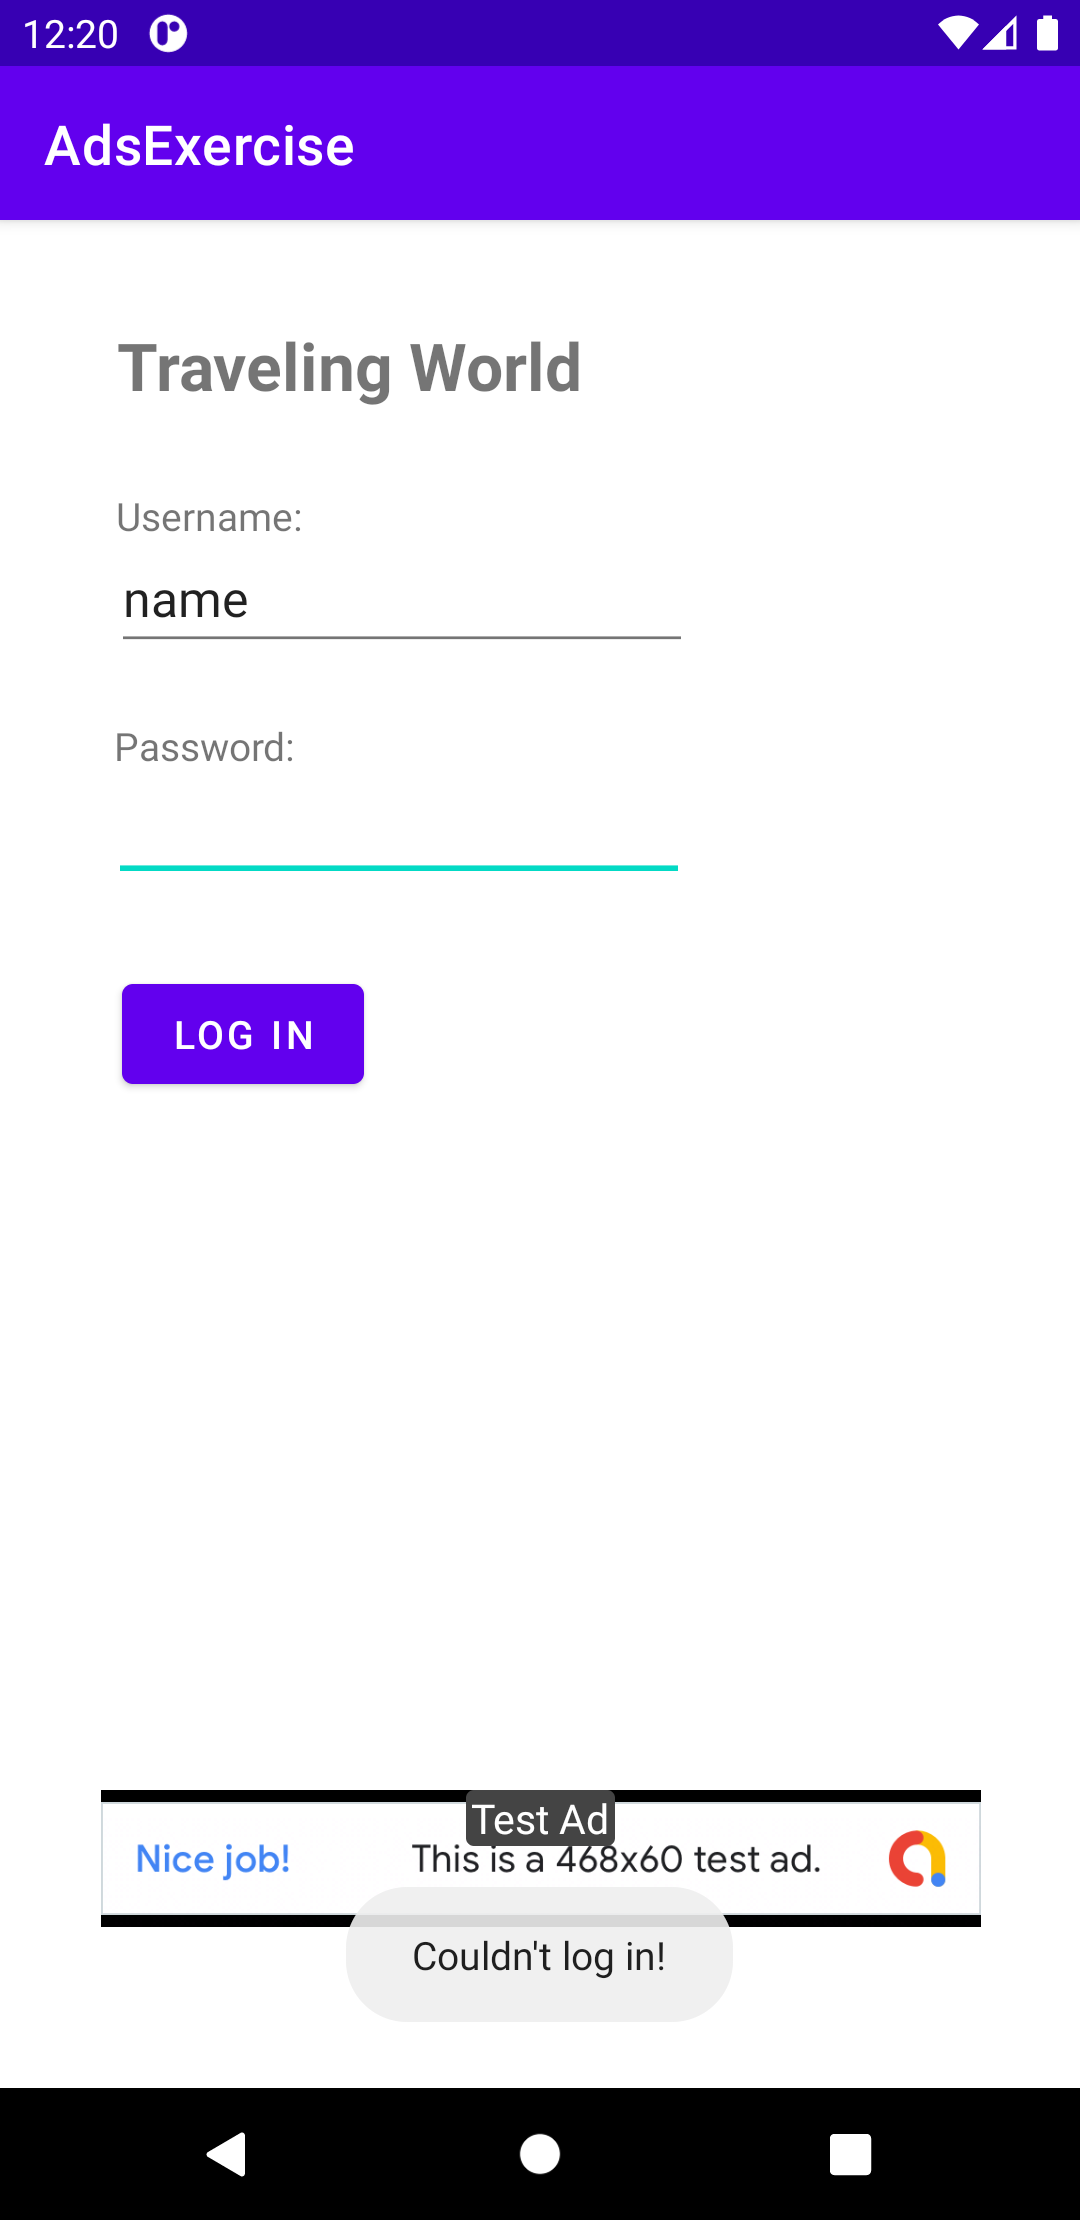 12:20
AdsExercise
Traveling World
Username:
name
Password:
LOG IN
Test Ad
Nice job! This is a 468x60 test ad.
Couldn't log in!